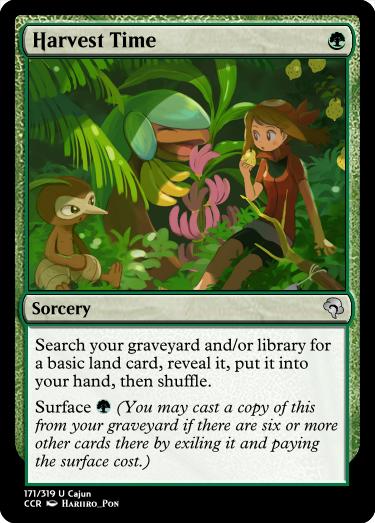 Harvest Time
Sorcery
Search your graveyard and/or library for
a basic land card, reveal it, put it into
your hand, then shuffle.
Surface (You may cast a copy of this
from your graveyard if there are six or more
other cards there by exiling it and paying
the surface cost.)
171/319 U Cajun
CCR Hariiro_Pon